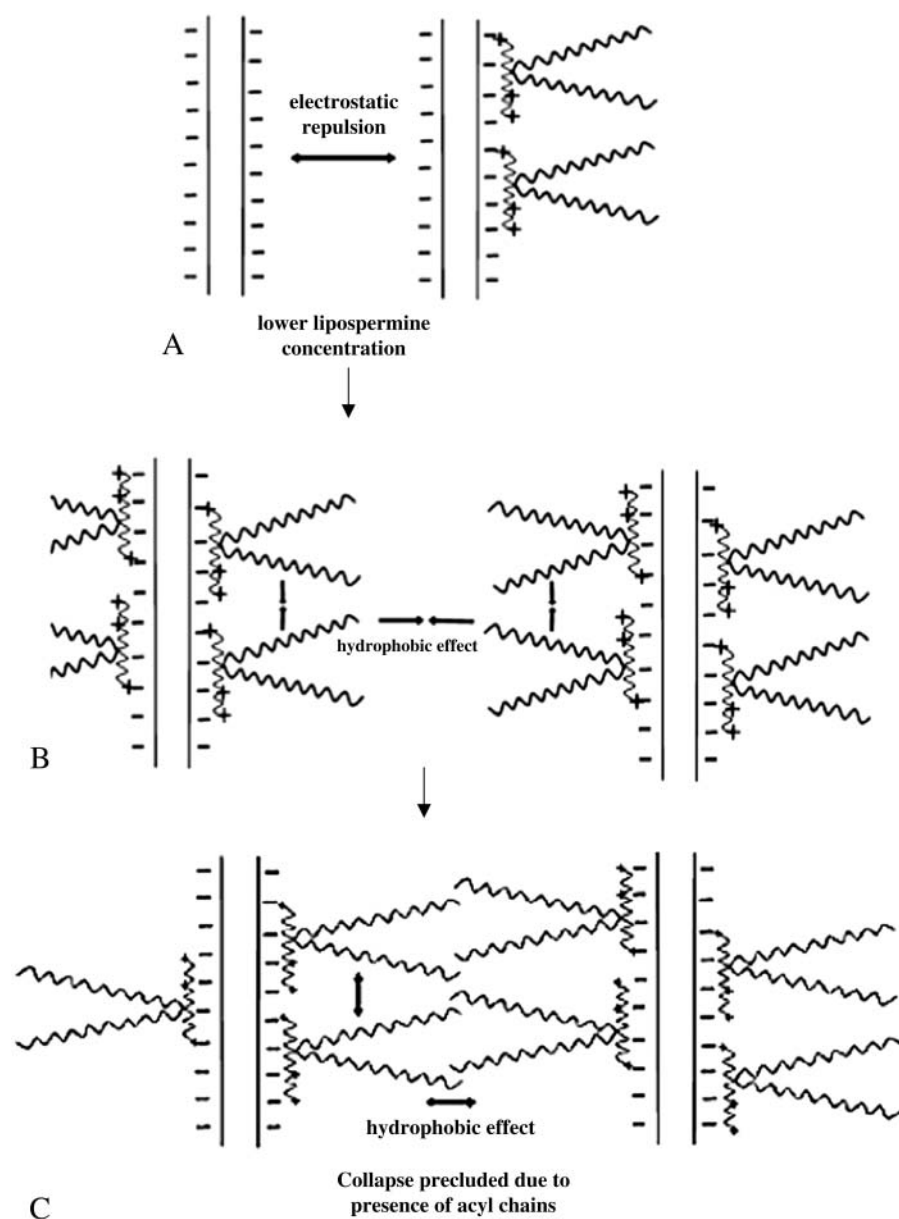 electrostatic
repulsion
A
lower lipospermine
concentration
hydrophobic effect
B
hydrophobic effect
C
Collapse precluded due to
presence of acyl chains